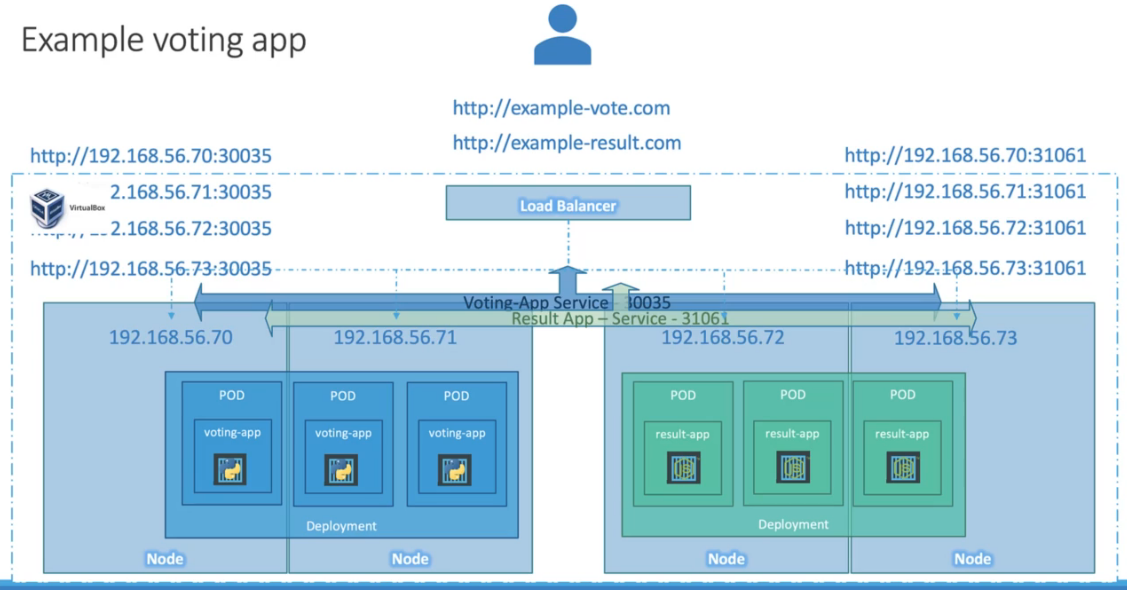 Example voting app
http://example-vote.com
http://example-result.com
http://192.168.56.70:30035
2.168.56.71:30035
2.168.56.72:30035
http://192.168.56.73:30035
VirtualBox
Load Balancer
http://192.168.56.70:31061
http://192.168.56.71:31061
http://192.168.56.72:31061
http://192.168.56.73:31061
Voting-App Service - 30035
Result App – Service - 31061
192.168.56.70
192.168.56.71
192.168.56.72
192.168.56.73
POD
voting-app
POD
voting-app
POD
voting-app
Deployment
POD
result-app
POD
result-app
POD
result-app
Deployment
Node
Node
Node
Node